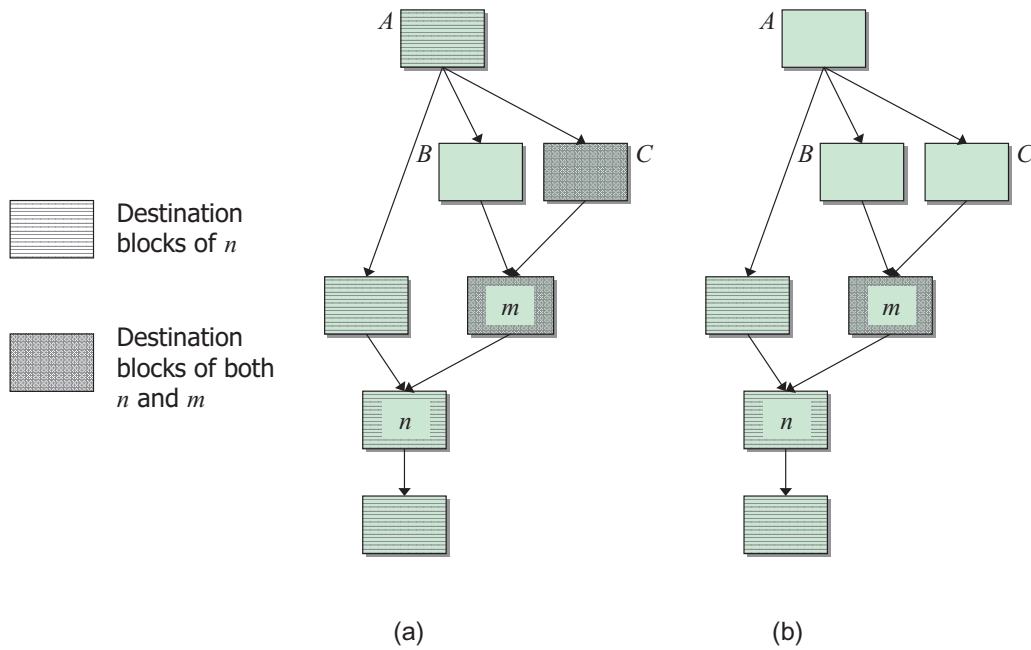 A
B
C
Destination
blocks of n
m
Destination
blocks of both
n and m
n
(a)
A
B
C
m
n
(b)